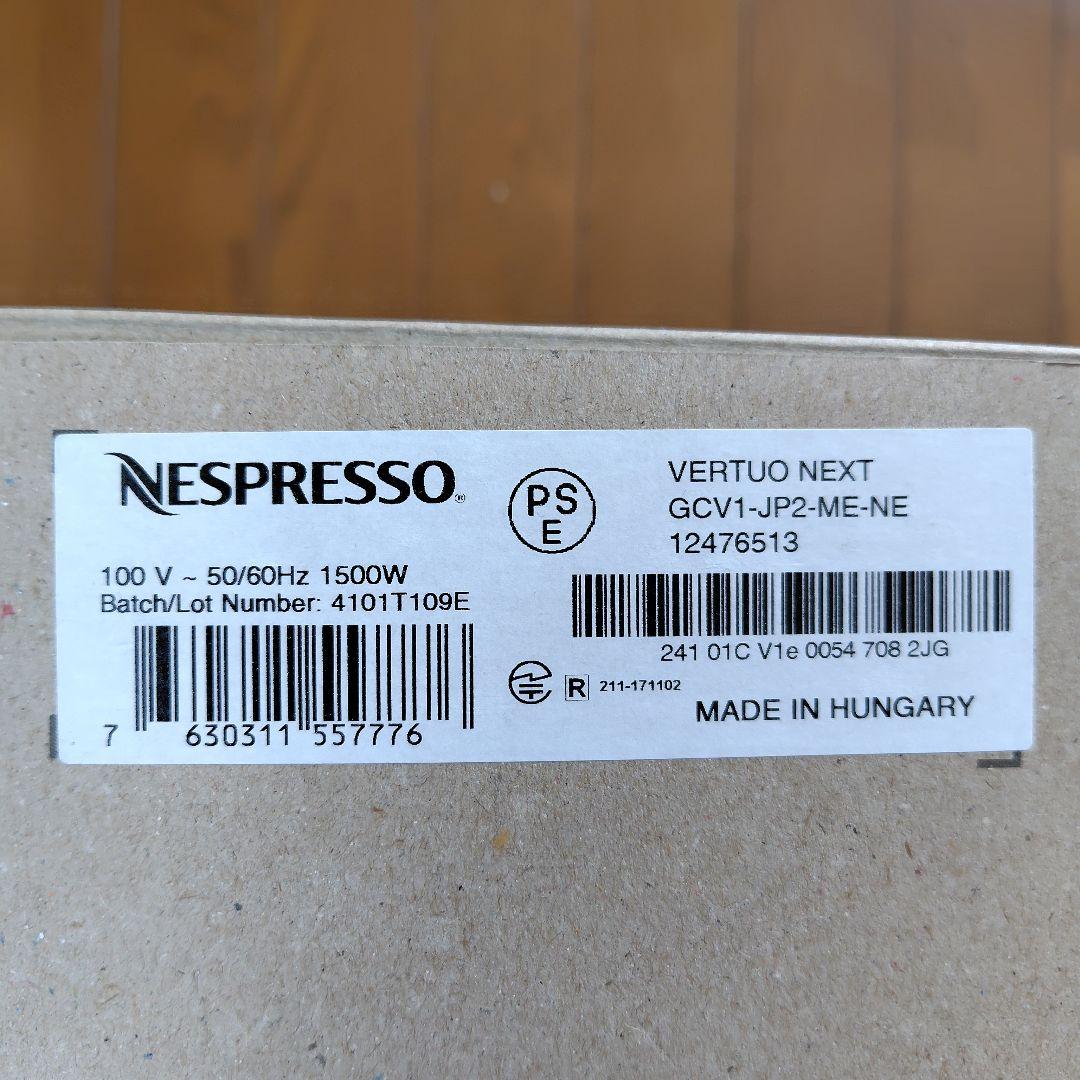 NESPRESSO®
100 V ~ 50/60Hz 1500W
Batch/Lot Number: 4101T109E
7 630311 557776
PS
E
VERTUO NEXT
GCV1-JP2-ME-NE
12476513
241 01C V1e 0054 708 2JG
R 211-171102
MADE IN HUNGARY